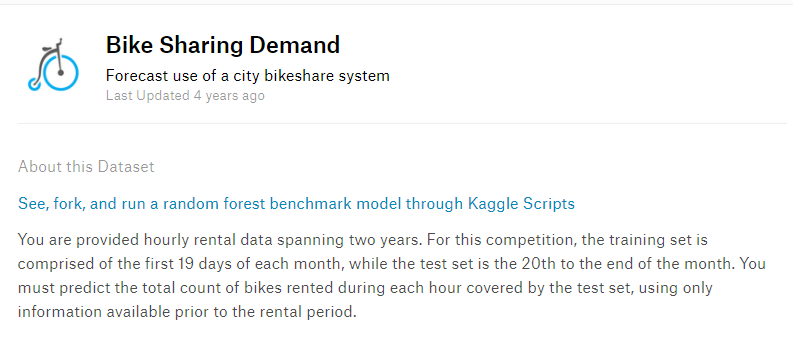 Bike Sharing Demand
Forecast use of a city bikeshare system
Last Updated 4 years ago
About this Dataset
See, fork, and run a random forest benchmark model through Kaggle Scripts
You are provided hourly rental data spanning two years. For this competition, the training set is
comprised of the first 19 days of each month, while the test set is the 20th to the end of the month. You
must predict the total count of bikes rented during each hour covered by the test set, using only
information available prior to the rental period.